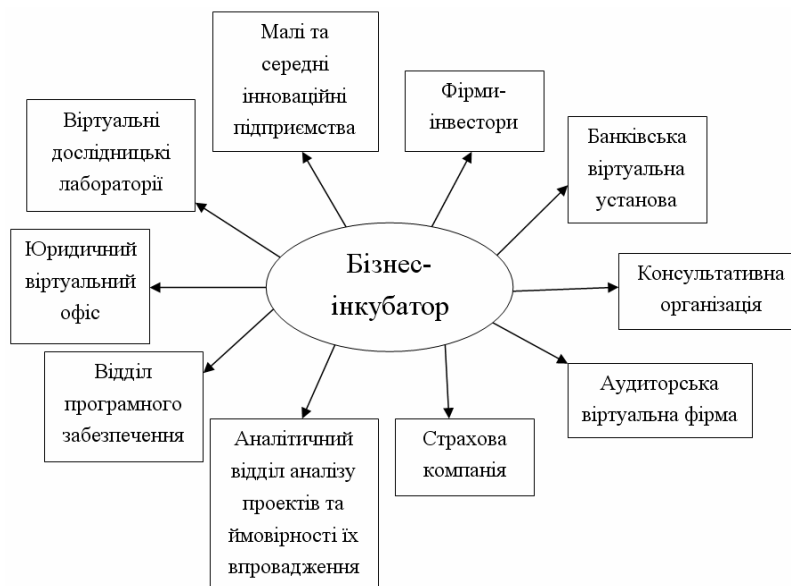 Малі та
середні
інноваційні
підприємства
Фірми-
інвестори
Віртуальні
дослідницькі
лабораторії
Банківська
віртуальна
установа
Юридичний
віртуальний
офіс
Бізнес-
інкубатор
Консультативна
організація
Відділ
програмного
забезпечення
Аудиторська
віртуальна фірма
Аналітичний
відділ аналізу
проектів та
ймовірності їх
впровадження
Страхова
компанія